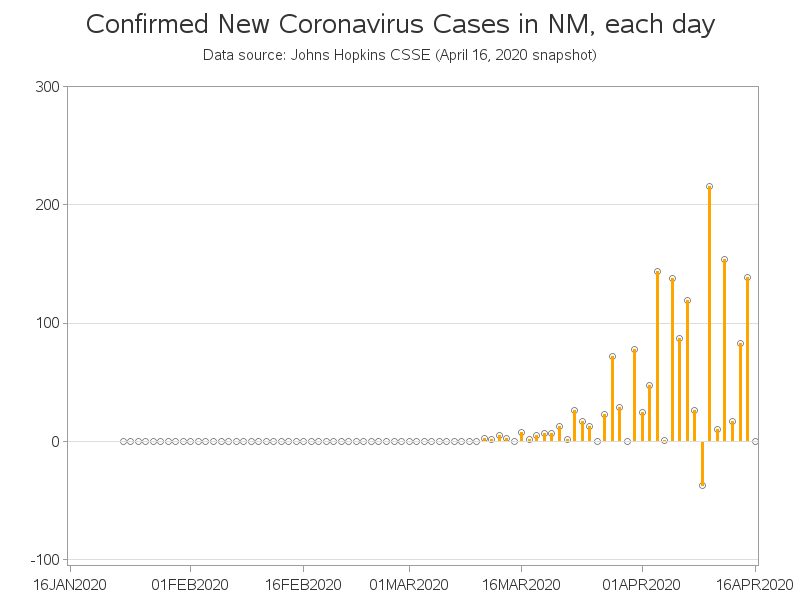 Confirmed New Coronavirus Cases in NM, each day
Data source: Johns Hopkins CSSE (April 16, 2020 snapshot)
300
200
100
0
-100
16JAN2020 01FEB2020 16FEB2020 01MAR2020 16MAR2020 01APR2020 16APR2020